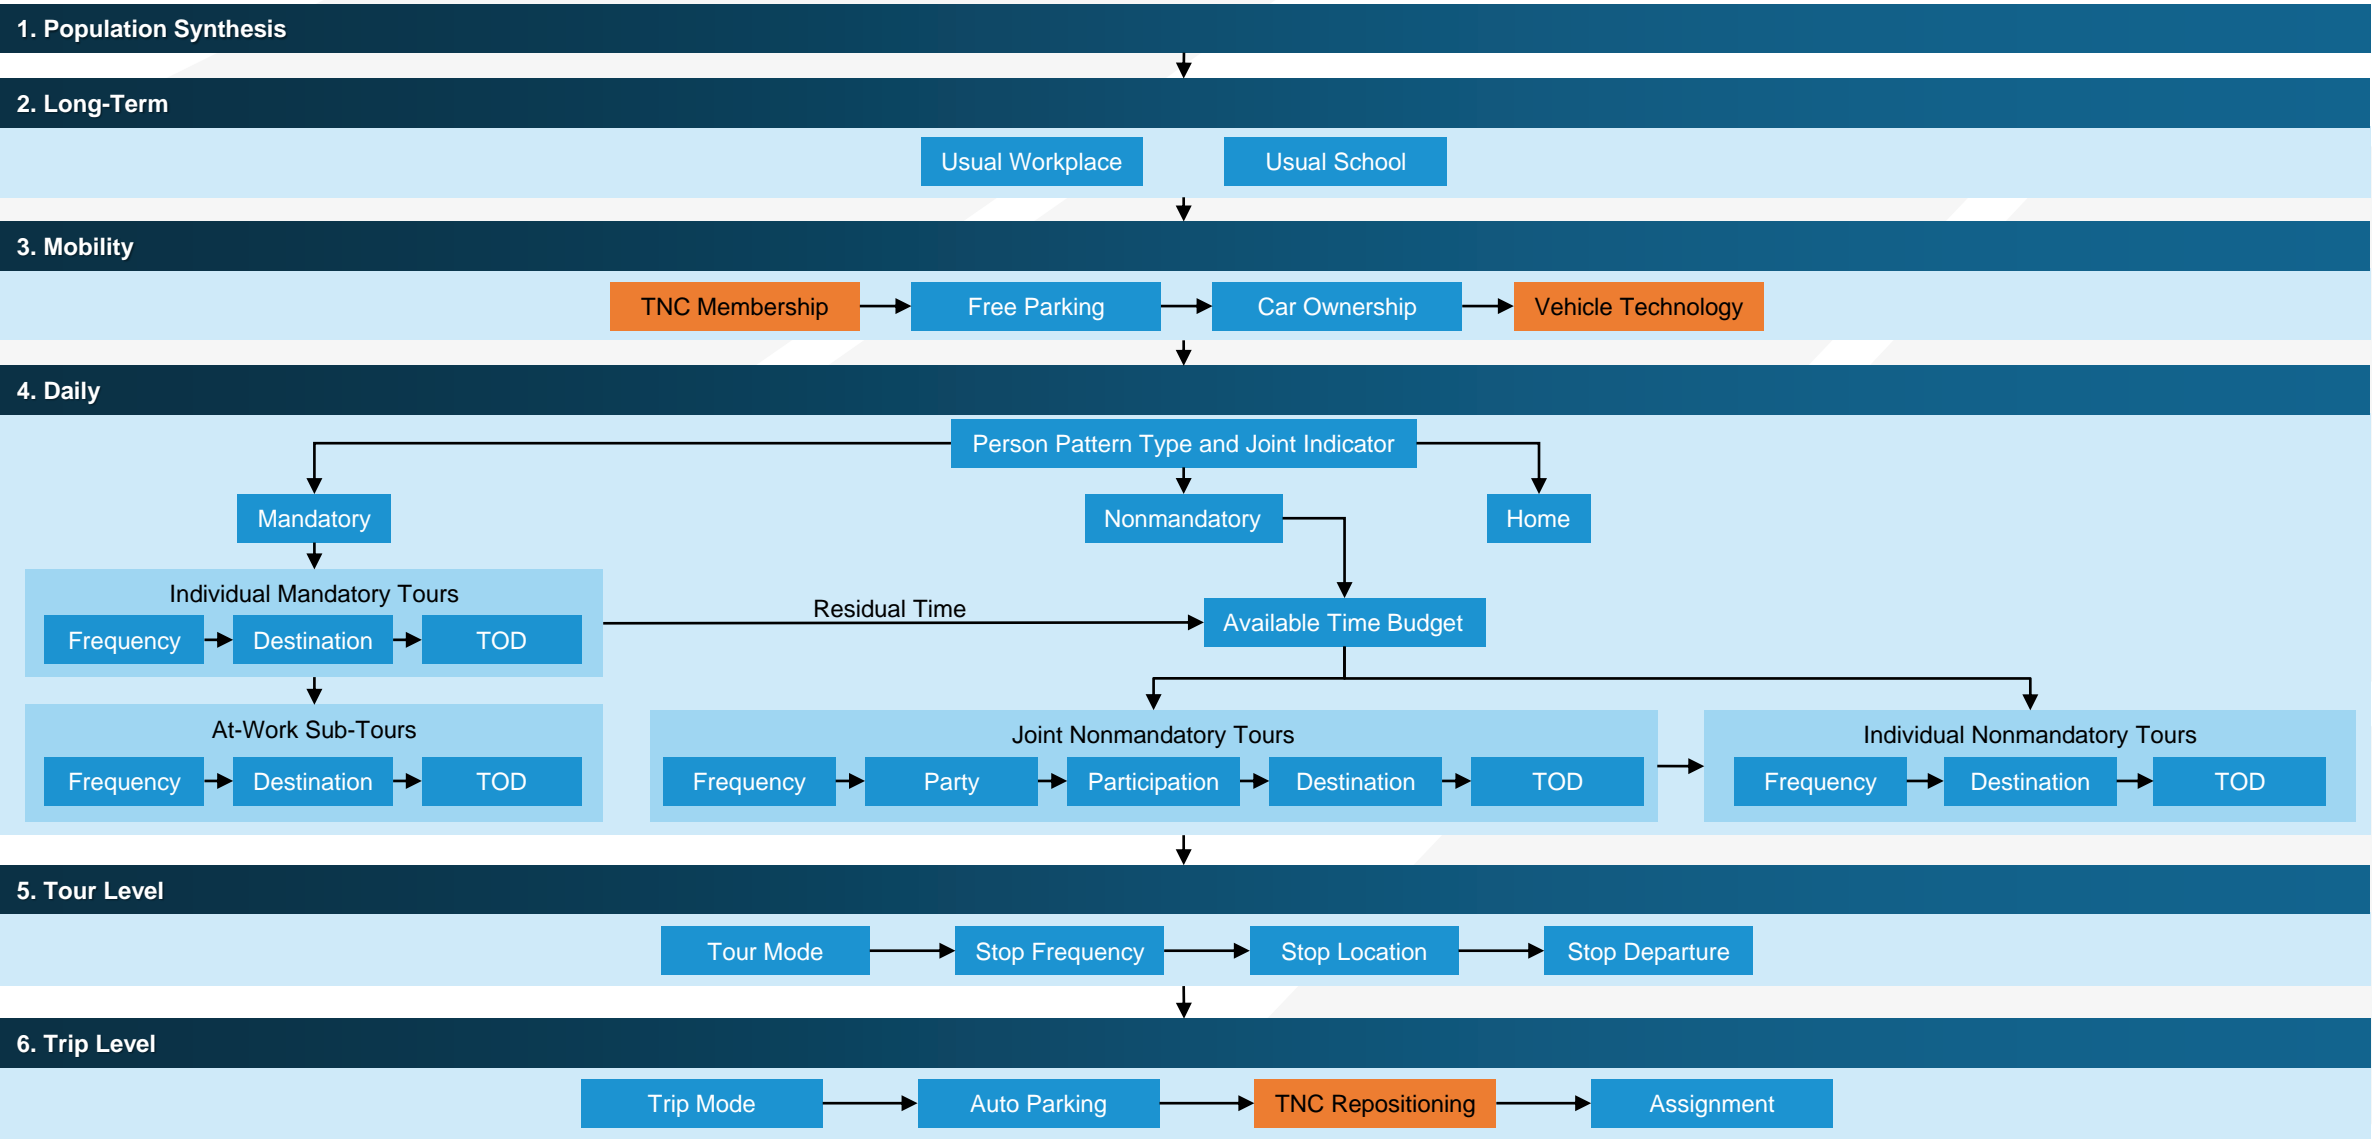 1. Population Synthesis
2. Long-Term
Usual Workplace
Usual School
3. Mobility
TNC Membership
Free Parking
Car Ownership
Vehicle Technology
4. Daily
Person Pattern Type and Joint Indicator
Mandatory
Nonmandatory
Home
Individual Mandatory Tours
Frequency
Destination
TOD
Residual Time
Available Time Budget
At-Work Sub-Tours
Frequency
Destination
TOD
Joint Nonmandatory Tours
Frequency
Party
Participation
Destination
TOD
Individual Nonmandatory Tours
Frequency
Destination
TOD
5. Tour Level
Tour Mode
Stop Frequency
Stop Location
Stop Departure
6. Trip Level
Trip Mode
Auto Parking
TNC Repositioning
Assignment